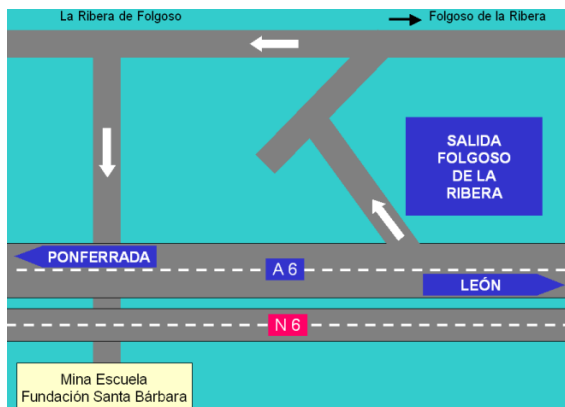 La Ribera de Folgoso
Folgoso de la Ribera
SALIDA
FOLGOSO
DE LA
RIBERA
PONFERRADA
A 6
LEÓN
N 6
Mina Escuela
Fundación Santa Bárbara